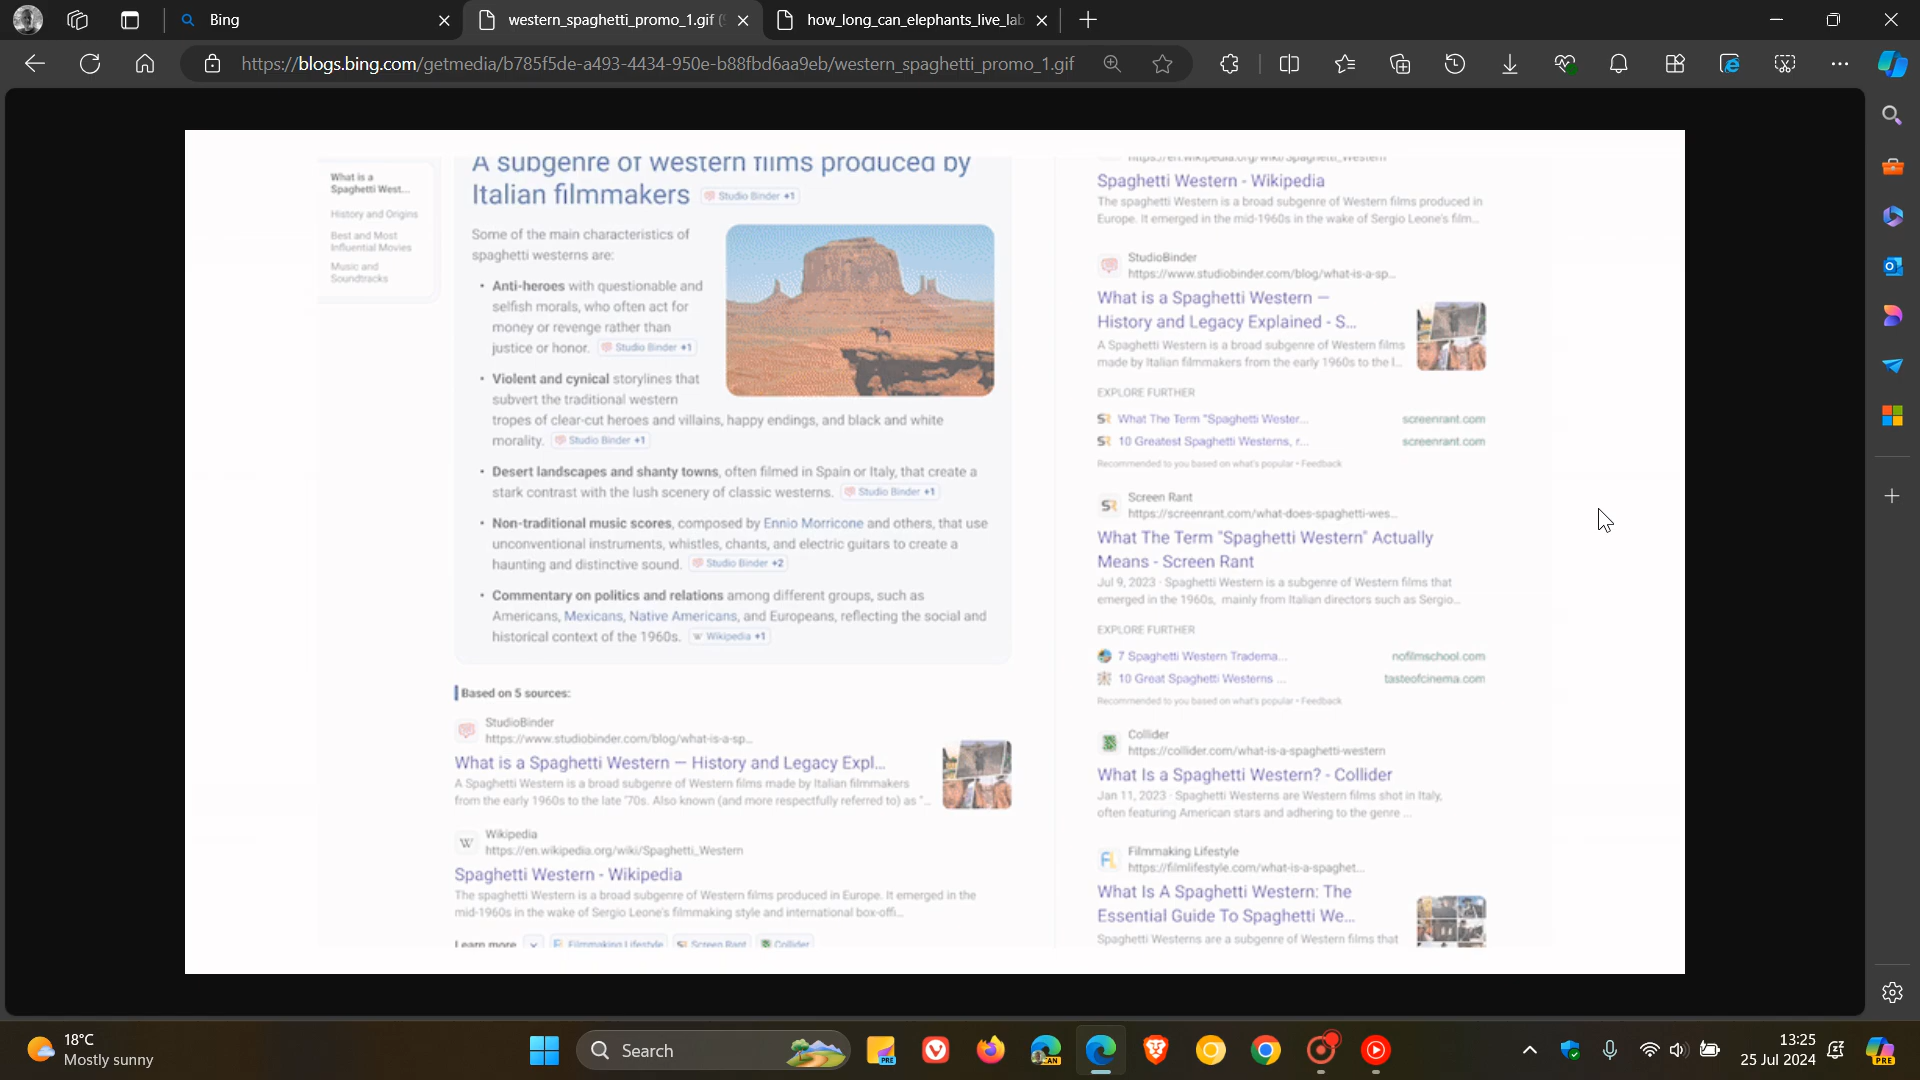 Bing
western_spaghetti_promo_1.gif
how_long_can_elephants_live_lab
https://blogs.bing.com/getmedia/b785f5de-a493-4434-950e-b88fbd6aa9eb/western_spaghetti_promo_1.gif
What is a
Spaghetti West...
History and Origins
Best and Most
Influential Movies
Music and
Soundtracks
A subgenre of western films produced by
Italian filmmakers Studio Binder +1
Some of the main characteristics of
spaghetti westerns are:
• Anti-heroes with questionable and
selfish morals, who often act for
money or revenge rather than
justice or honor. Studio Binder +1
• Violent and cynical storylines that
subvert the traditional western
tropes of clear-cut heroes and villains, happy endings, and black and white
morality. Studio Binder +1
• Desert landscapes and shanty towns, often filmed in Spain or Italy, that create a
stark contrast with the lush scenery of classic westerns. Studio Binder +1
• Non-traditional music scores, composed by Ennio Morricone and others, that use
unconventional instruments, whistles, chants, and electric guitars to create a
haunting and distinctive sound. Studio Binder +2
• Commentary on politics and relations among different groups, such as
Americans, Mexicans, Native Americans, and Europeans, reflecting the social and
historical context of the 1960s. W Wikipedia +1
Based on 5 sources:
StudioBinder
https://www.studiobinder.com/blog/what-is-a-sp...
What is a Spaghetti Western — History and Legacy Expl...
A Spaghetti Western is a broad subgenre of Western films made by Italian filmmakers
from the early 1960s to the late '70s. Also known (and more respectfully referred to) as "...
W
Wikipedia
https://en.wikipedia.org/wiki/Spaghetti_Western
Spaghetti Western - Wikipedia
The spaghetti Western is a broad subgenre of Western films produced in Europe. It emerged in the
mid-1960s in the wake of Sergio Leone's filmmaking style and international box-offi...
Learn more Filmmaking Lifestyle SR Screen Rant Collider
https://en.wikipedia.org/wiki/Spaghetti_Western
Spaghetti Western - Wikipedia
The spaghetti Western is a broad subgenre of Western films produced in
Europe. It emerged in the mid-1960s in the wake of Sergio Leone's film...
StudioBinder
https://www.studiobinder.com/blog/what-is-a-sp...
What is a Spaghetti Western —
History and Legacy Explained - S...
A Spaghetti Western is a broad subgenre of Western films
made by Italian filmmakers from the early 1960s to the l...
EXPLORE FURTHER
SR What The Term "Spaghetti Wester... screenrant.com
SR 10 Greatest Spaghetti Westerns, r... screenrant.com
Recommended to you based on what's popular • Feedback
SR
Screen Rant
https://screenrant.com/what-does-spaghetti-wes...
What The Term "Spaghetti Western" Actually
Means - Screen Rant
Jul 9, 2023 · Spaghetti Western is a subgenre of Western films that
emerged in the 1960s, mainly from Italian directors such as Sergio...
EXPLORE FURTHER
7 Spaghetti Western Tradema... nofilmschool.com
10 Great Spaghetti Westerns ... tasteofcinema.com
Recommended to you based on what's popular • Feedback
Collider
https://collider.com/what-is-a-spaghetti-western
What Is a Spaghetti Western? - Collider
Jan 11, 2023 · Spaghetti Westerns are Western films shot in Italy,
often featuring American stars and adhering to the genre ...
FL
Filmmaking Lifestyle
https://filmlifestyle.com/what-is-a-spaghet...
What Is A Spaghetti Western: The
Essential Guide To Spaghetti We...
Spaghetti Westerns are a subgenre of Western films that
18°C
Mostly sunny
Search
PRE
CAN
13:25
25 Jul 2024
PRE